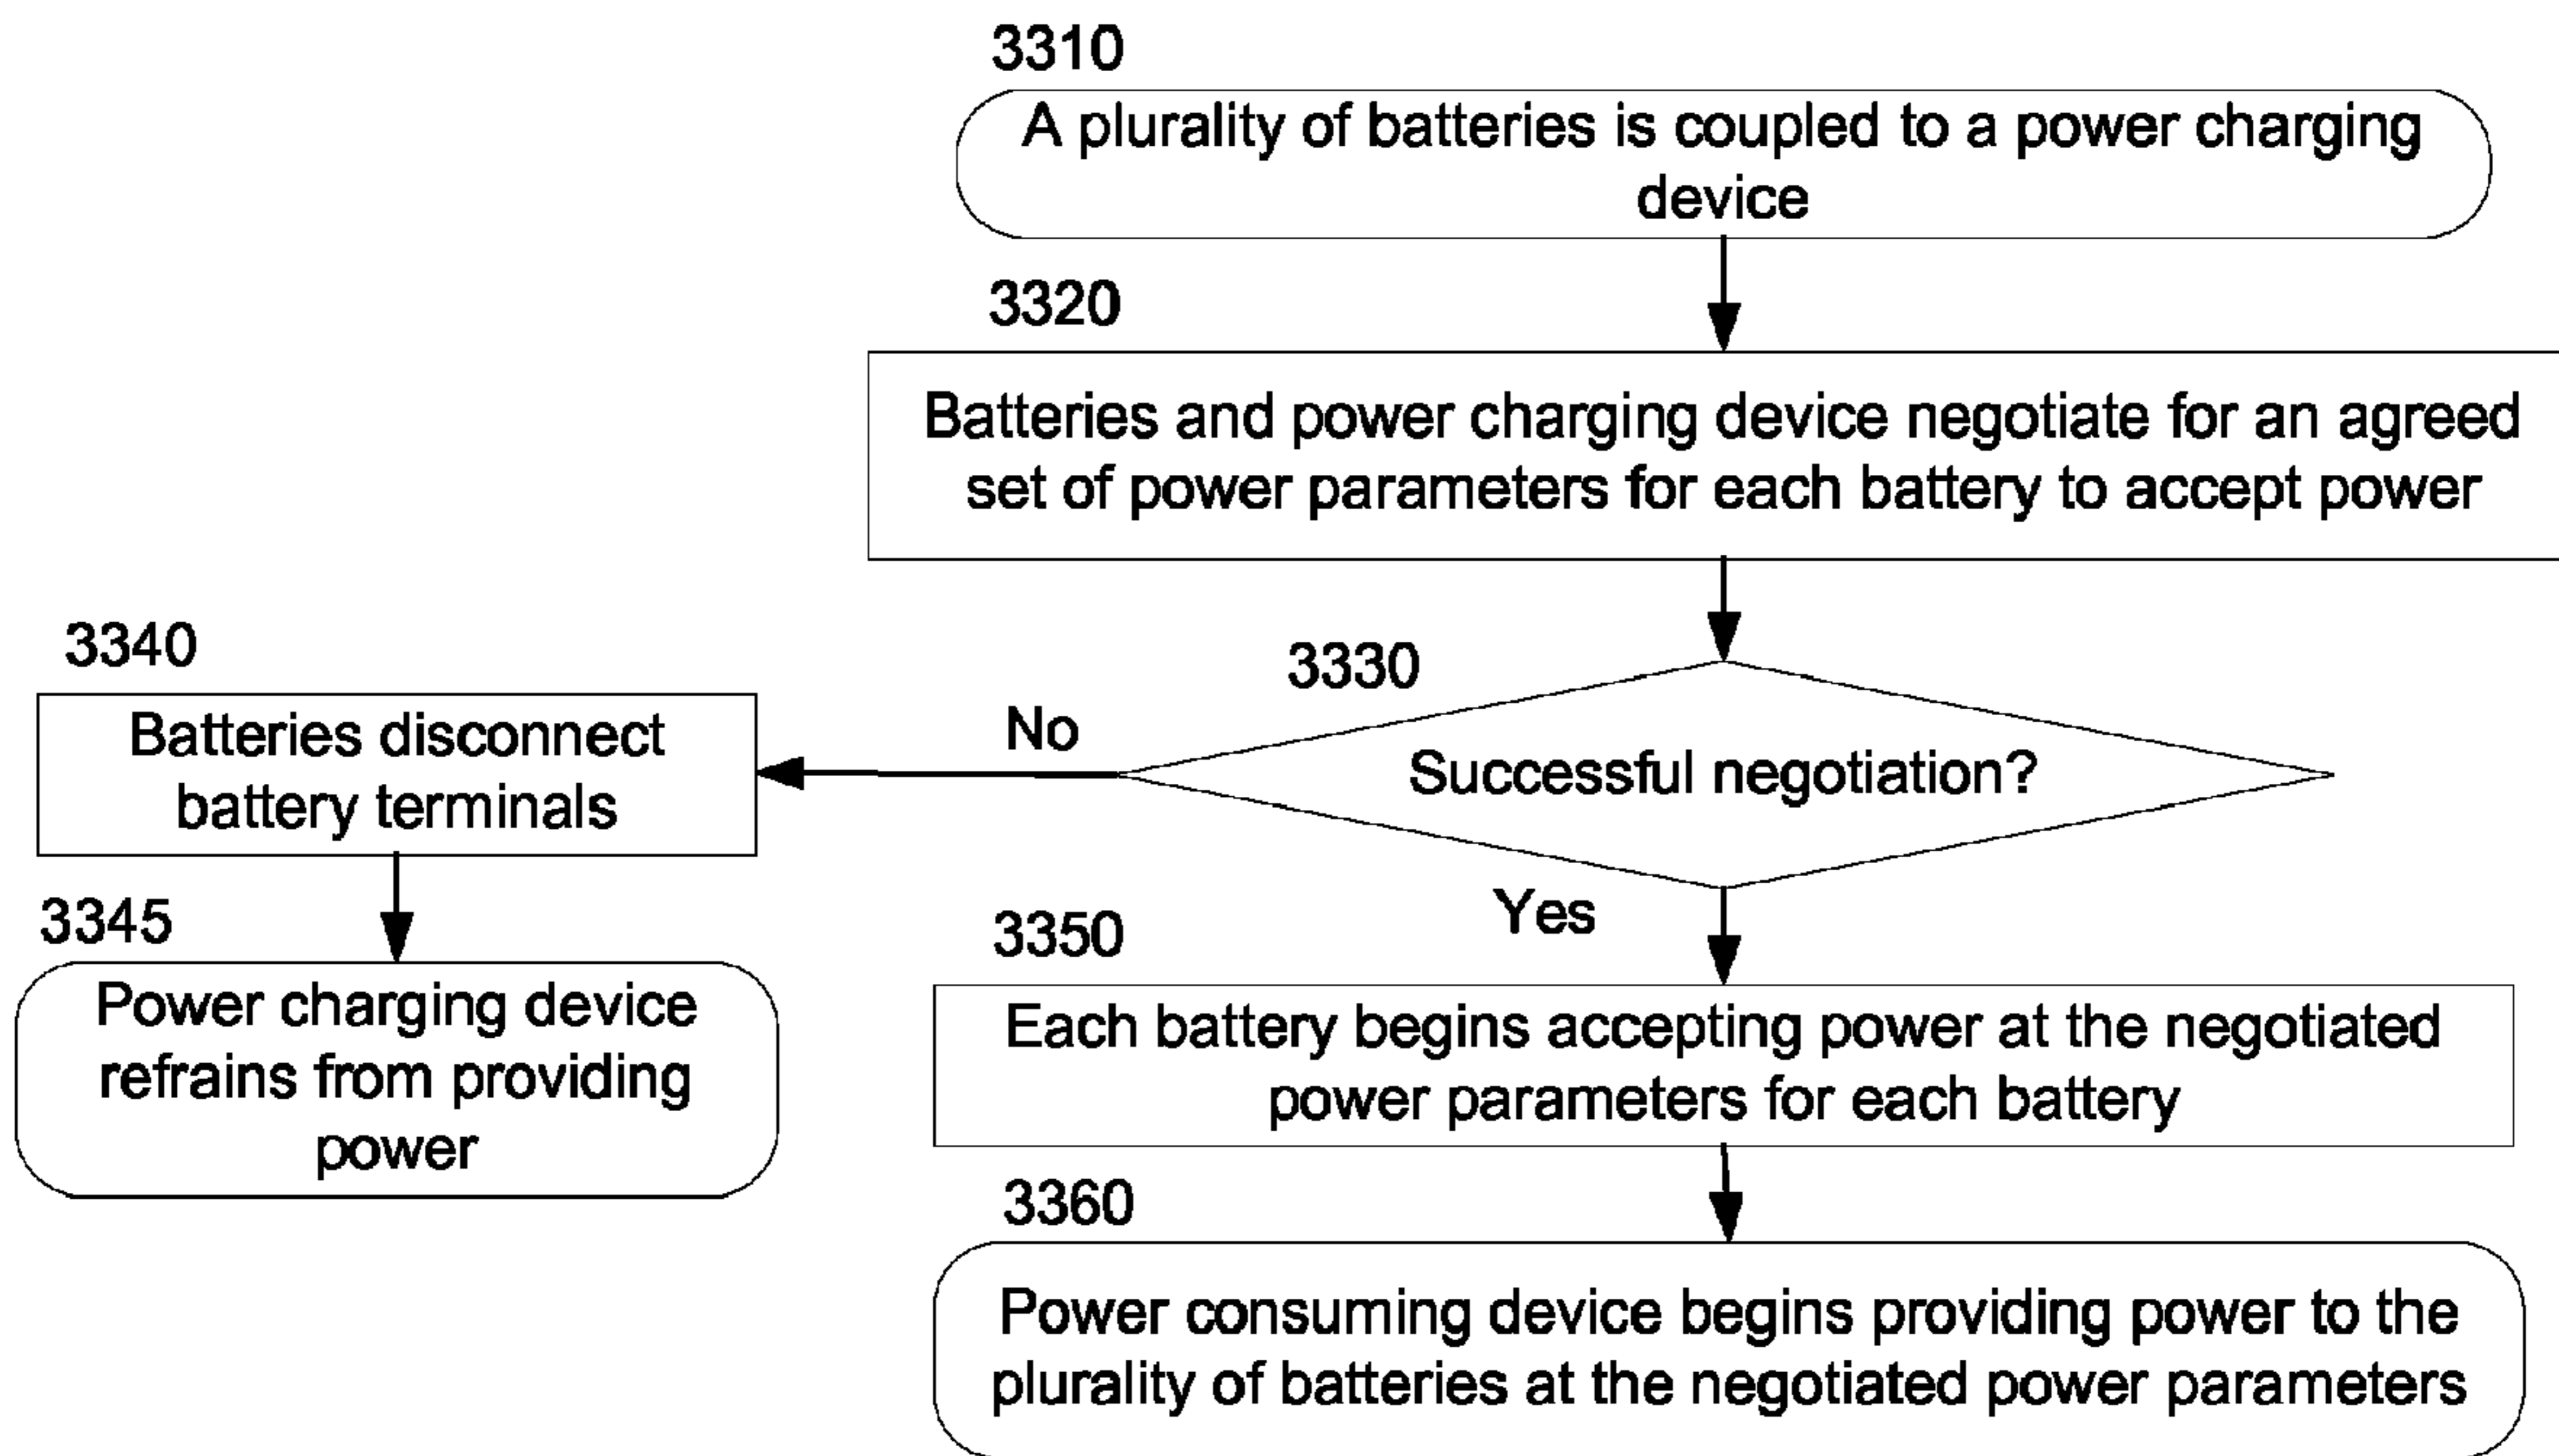 3310
A plurality of batteries is coupled to a power charging
device
3320
Batteries and power charging device negotiate for an agreed
set of power parameters for each battery to accept power
3330
Successful negotiation?
No
3340
Batteries disconnect
battery terminals
3345
Power charging device
refrains from providing
power
Yes
3350
Each battery begins accepting power at the negotiated
power parameters for each battery
3360
Power consuming device begins providing power to the
plurality of batteries at the negotiated power parameters